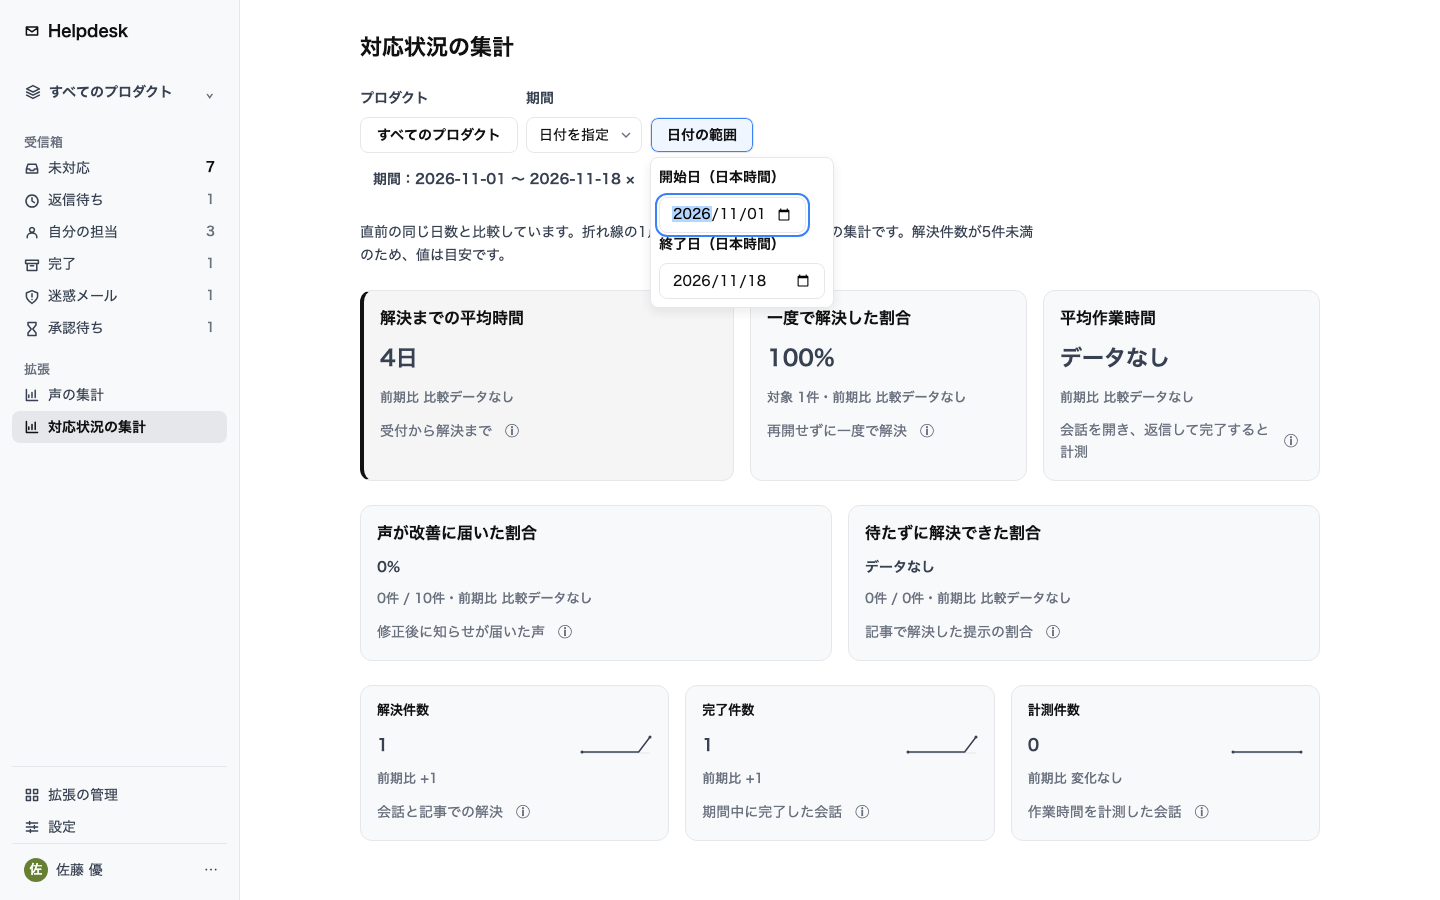 Helpdesk
すべてのプロダクト
受信箱
未対応 7
返信待ち 1
自分の担当 3
完了 1
迷惑メール 1
承認待ち 1
拡張
声の集計
対応状況の集計
拡張の管理
設定
佐 佐藤 優 …
対応状況の集計
プロダクト 期間
すべてのプロダクト 日付を指定 日付の範囲
期間：2026-11-01 〜 2026-11-18 ×
開始日（日本時間）
2026/11/01
終了日（日本時間）
2026/11/18
直前の同じ日数と比較しています。折れ線の1 の集計です。解決件数が5件未満
のため、値は目安です。
解決までの平均時間
4日
前期比 比較データなし
受付から解決まで
一度で解決した割合
100%
対象 1件・前期比 比較データなし
再開せずに一度で解決
平均作業時間
データなし
前期比 比較データなし
会話を開き、返信して完了すると
計測
声が改善に届いた割合
0%
0件 / 10件・前期比 比較データなし
修正後に知らせが届いた声
待たずに解決できた割合
データなし
0件 / 0件・前期比 比較データなし
記事で解決した提示の割合
解決件数
1
前期比 +1
会話と記事での解決
完了件数
1
前期比 +1
期間中に完了した会話
計測件数
0
前期比 変化なし
作業時間を計測した会話